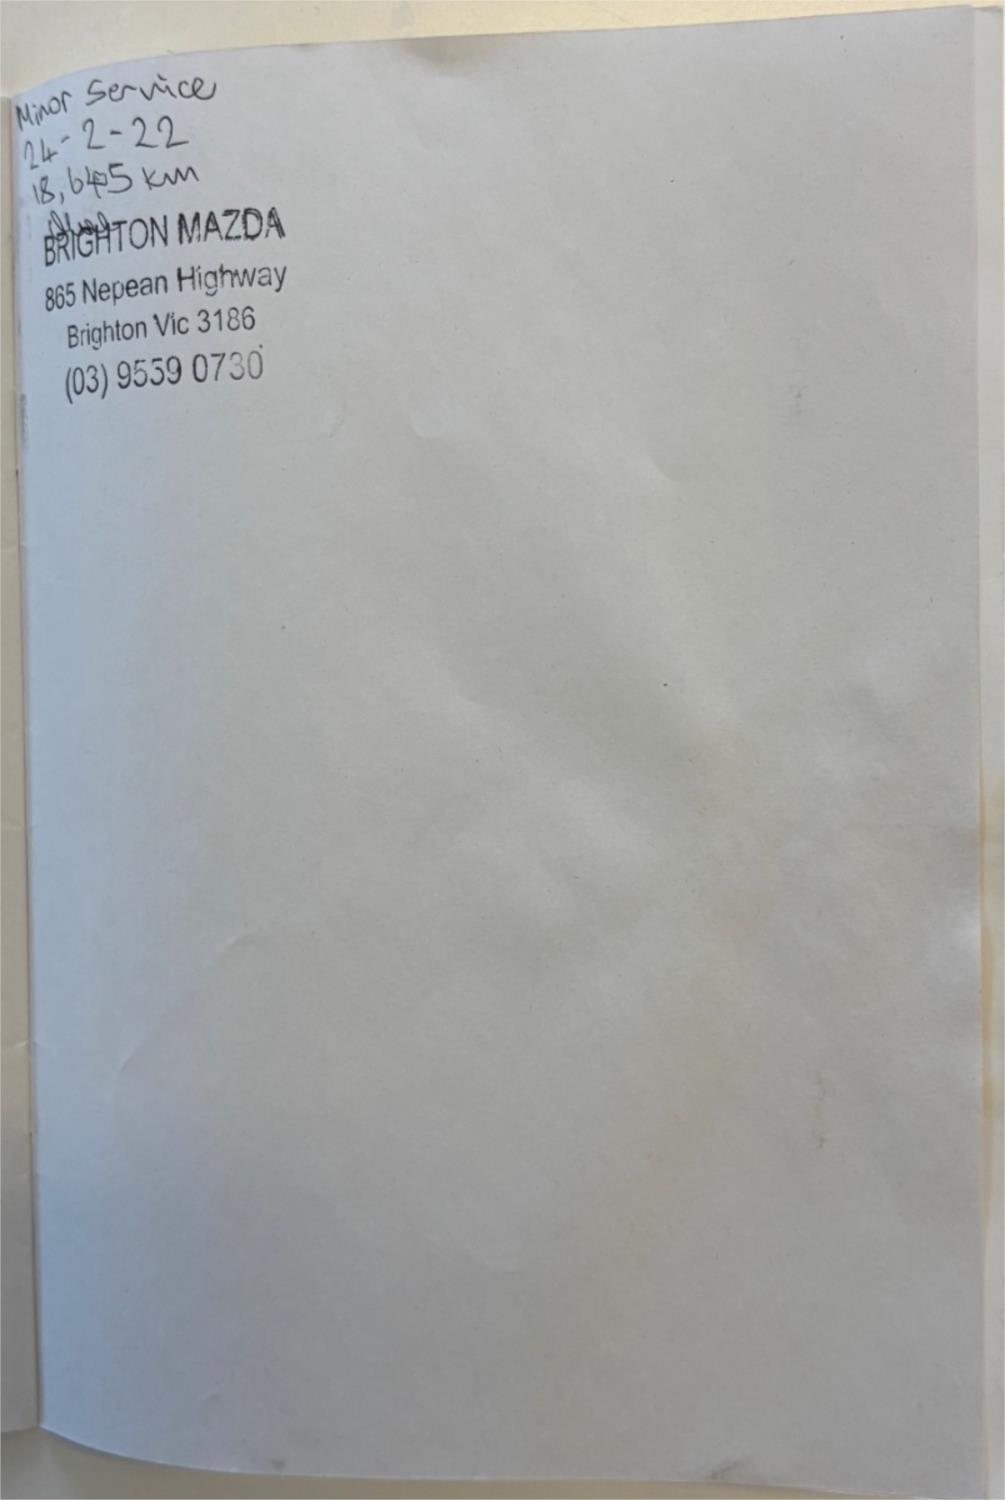 Minor Service
24-2-22
18,645 km
BRIGHTON MAZDA
865 Nepean Highway
Brighton Vic 3186
(03) 9559 0730